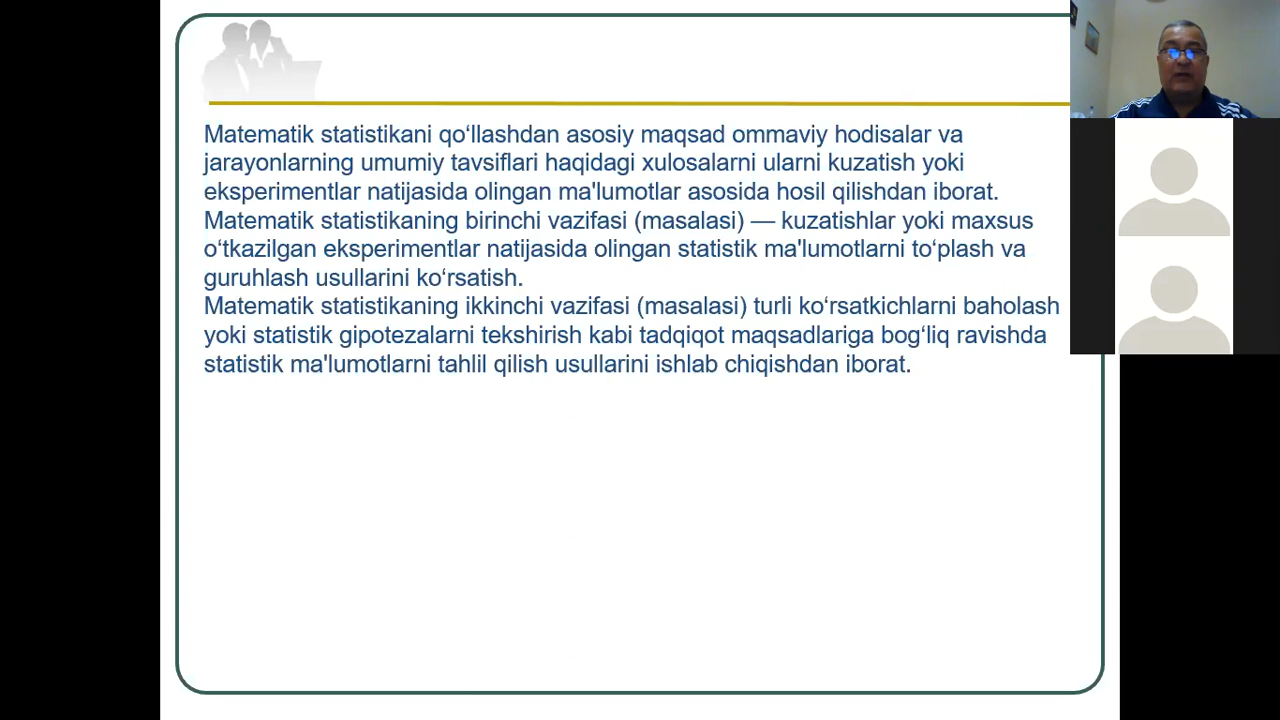 Matematik statistikani qo‘llashdan asosiy maqsad ommaviy hodisalar va
jarayonlarning umumiy tavsiflari haqidagi xulosalarni ularni kuzatish yoki
eksperimentlar natijasida olingan ma'lumotlar asosida hosil qilishdan iborat.
Matematik statistikaning birinchi vazifasi (masalasi) — kuzatishlar yoki maxsus
o‘tkazilgan eksperimentlar natijasida olingan statistik ma'lumotlarni to‘plash va
guruhlash usullarini ko‘rsatish.
Matematik statistikaning ikkinchi vazifasi (masalasi) turli ko‘rsatkichlarni baholash
yoki statistik gipotezalarni tekshirish kabi tadqiqot maqsadlariga bog‘liq ravishda
statistik ma'lumotlarni tahlil qilish usullarini ishlab chiqishdan iborat.